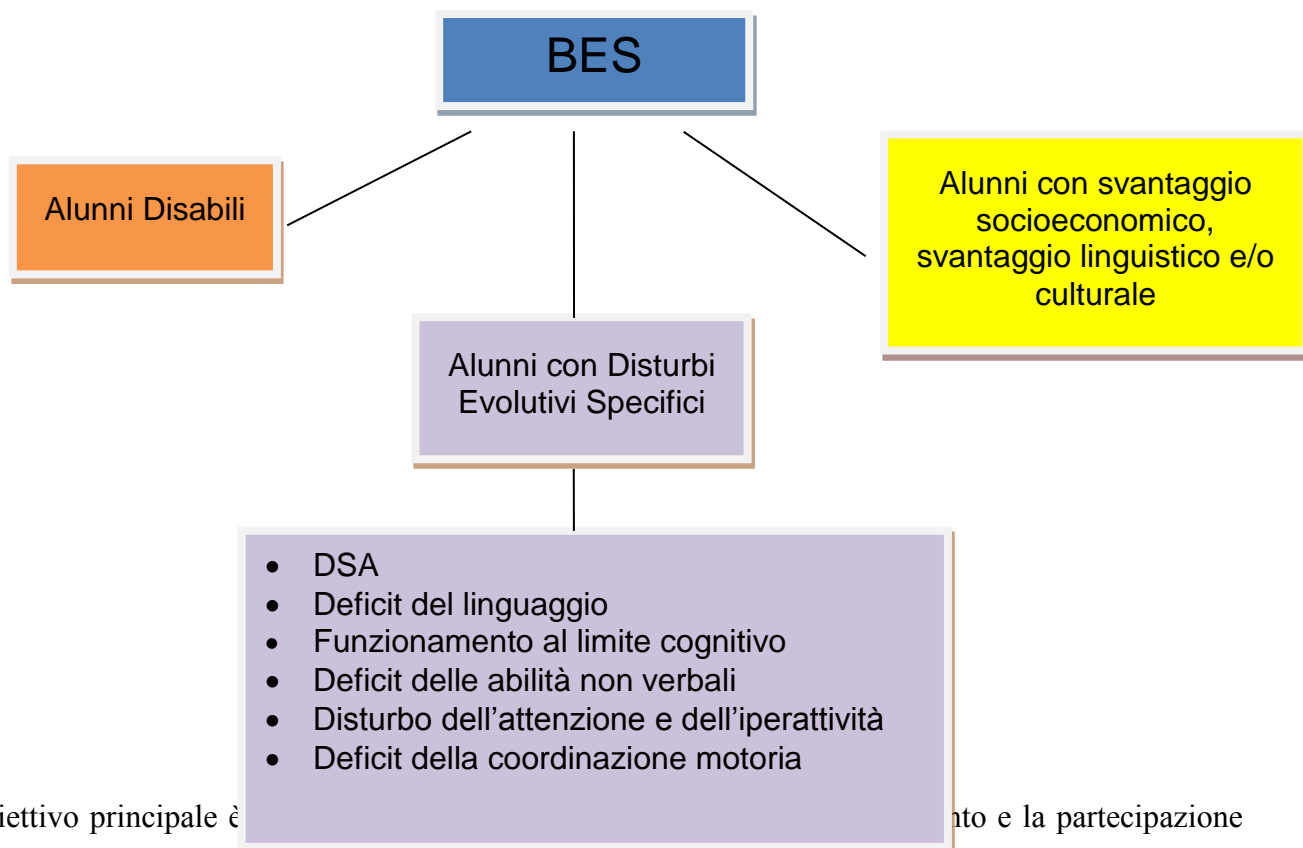 BES
Alunni Disabili
Alunni con svantaggio
socioeconomico,
svantaggio linguistico e/o
culturale
Alunni con Disturbi
Evolutivi Specifici
• DSA
• Deficit del linguaggio
• Funzionamento al limite cognitivo
• Deficit delle abilità non verbali
• Disturbo dell’attenzione e dell’iperattività
• Deficit della coordinazione motoria
principale è e la partecipazione